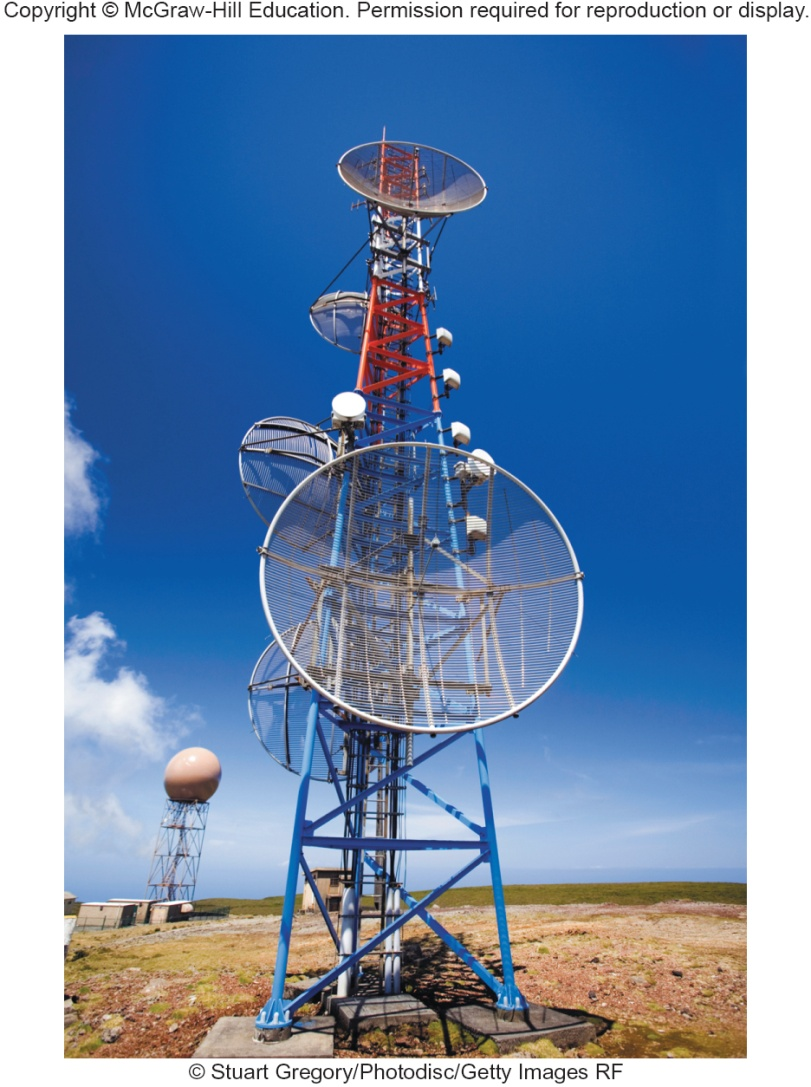 Copyright © McGraw-Hill Education. Permission required for reproduction or display.
© Stuart Gregory/Photodisc/Getty Images RF